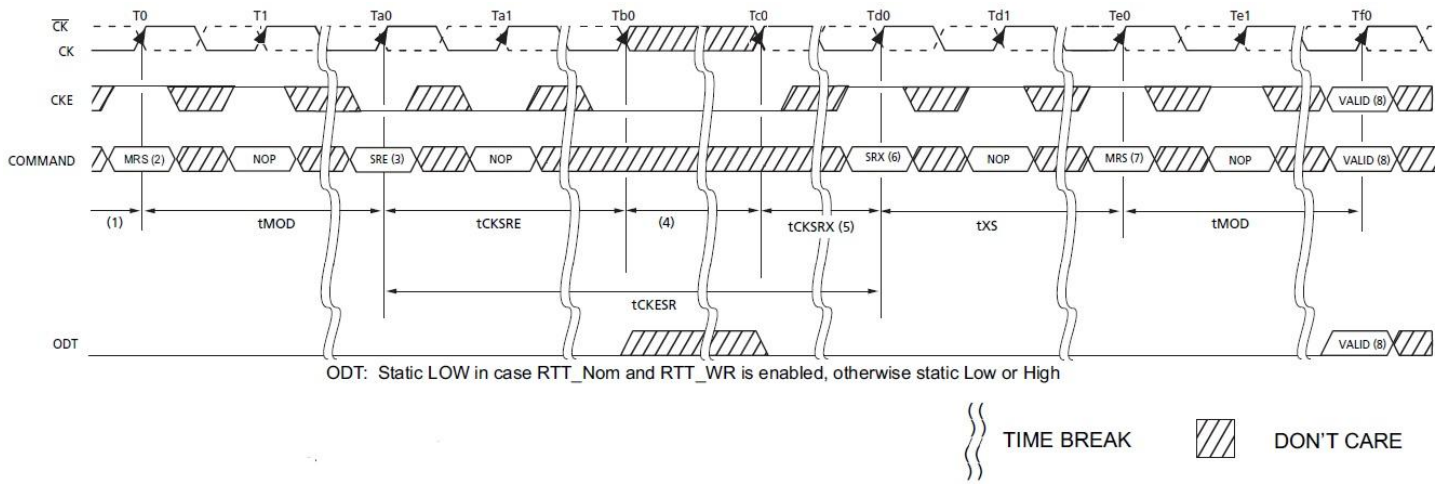 T0 T1 Ta0 Ta1 Tb0 Tc0 Td0 Td1 Te0 Te1 Tf0
CK
CK
CKE
VALID (8)
COMMAND
MRS (2) NOP SRE (3) NOP SRX (6) NOP MRS (7) NOP VALID (8)
(1) tMOD tCKSRE (4) tCKSRX (5) tXS tMOD
tCKESR
ODT
VALID (8)
ODT: Static LOW in case RTT_Nom and RTT_WR is enabled, otherwise static Low or High
TIME BREAK
DON'T CARE